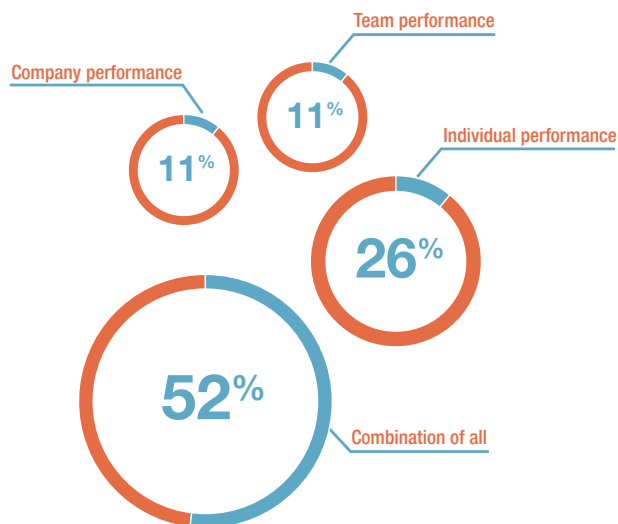 Team performance
11%
Company performance
11%
Individual performance
26%
52%
Combination of all